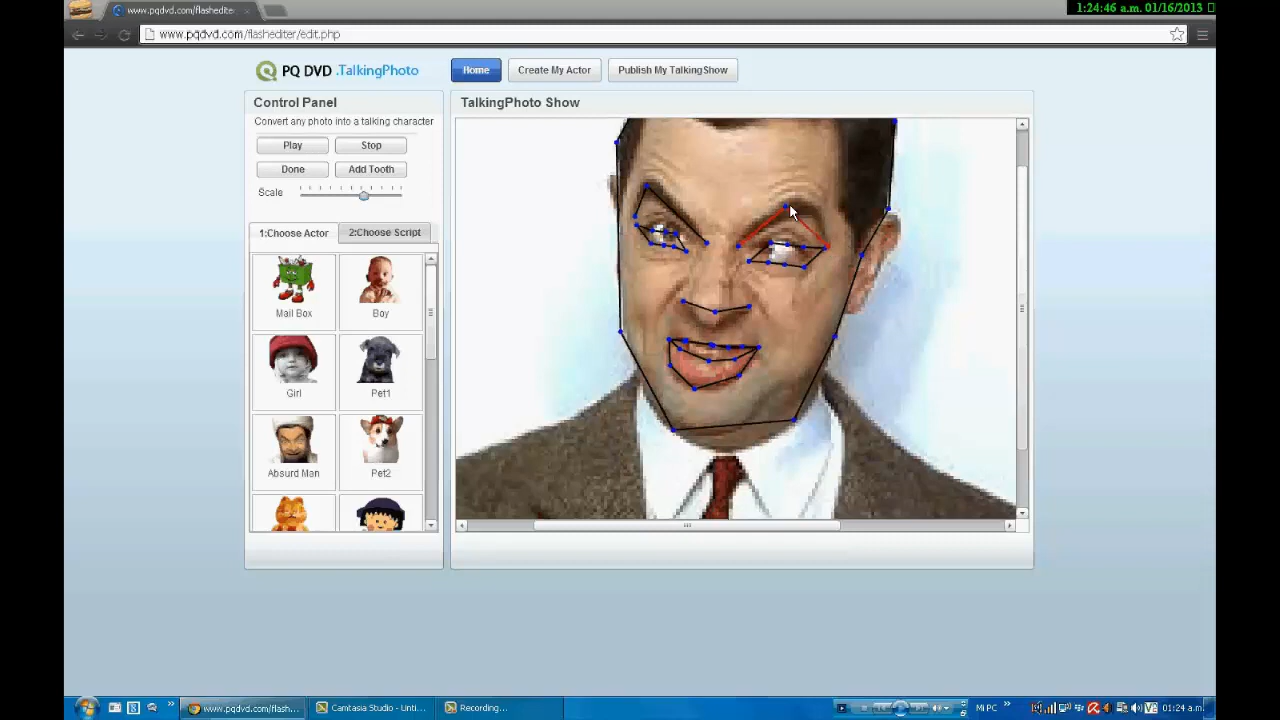 1:24:46 a.m. 01/16/2013
www.pqdvd.com/flashediter
www.pqdvd.com/flashediter/edit.php
PQ DVD .TalkingPhoto
Home
Create My Actor
Publish My TalkingShow
Control Panel
TalkingPhoto Show
Convert any photo into a talking character
Play
Stop
Done
Add Tooth
Scale
1:Choose Actor
2:Choose Script
Mail Box
Boy
Girl
Pet1
Absurd Man
Pet2
www.pqdvd.com/flash...
Camtasia Studio - Unti...
Recording...
Mi PC
01:24 a.m.